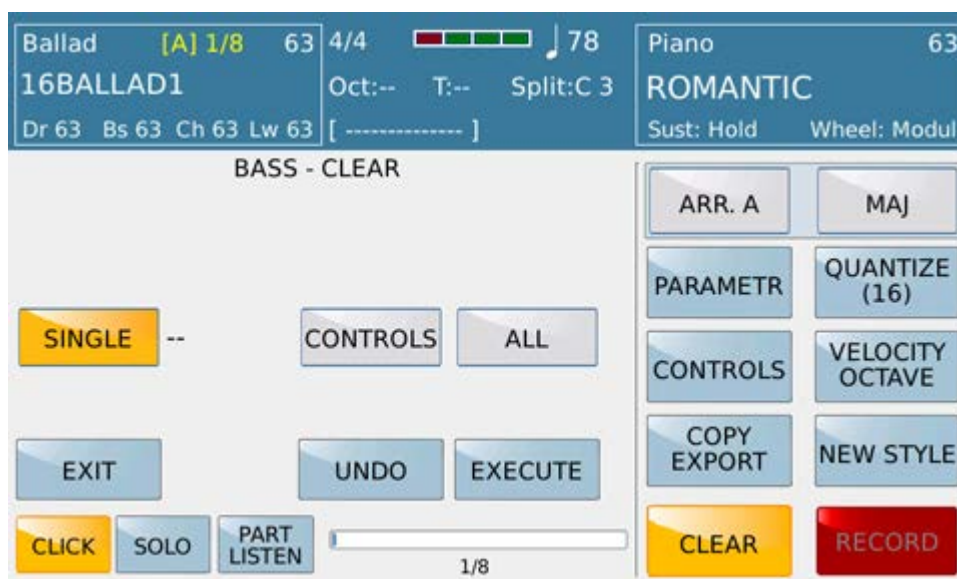 Ballad [A] 1/8 63
16BALLAD1
Dr 63 Bs 63 Ch 63 Lw 63
4/4 78
Oct:-- T:-- Split:C 3
[ -------------- ]
Piano 63
ROMANTIC
Sust: Hold Wheel: Modul
BASS - CLEAR
SINGLE --
CONTROLS
ALL
EXIT
UNDO
EXECUTE
CLICK
SOLO
PART
LISTEN
1/8
ARR. A
MAJ
PARAMETR
QUANTIZE
(16)
CONTROLS
VELOCITY
OCTAVE
COPY
EXPORT
NEW STYLE
CLEAR
RECORD